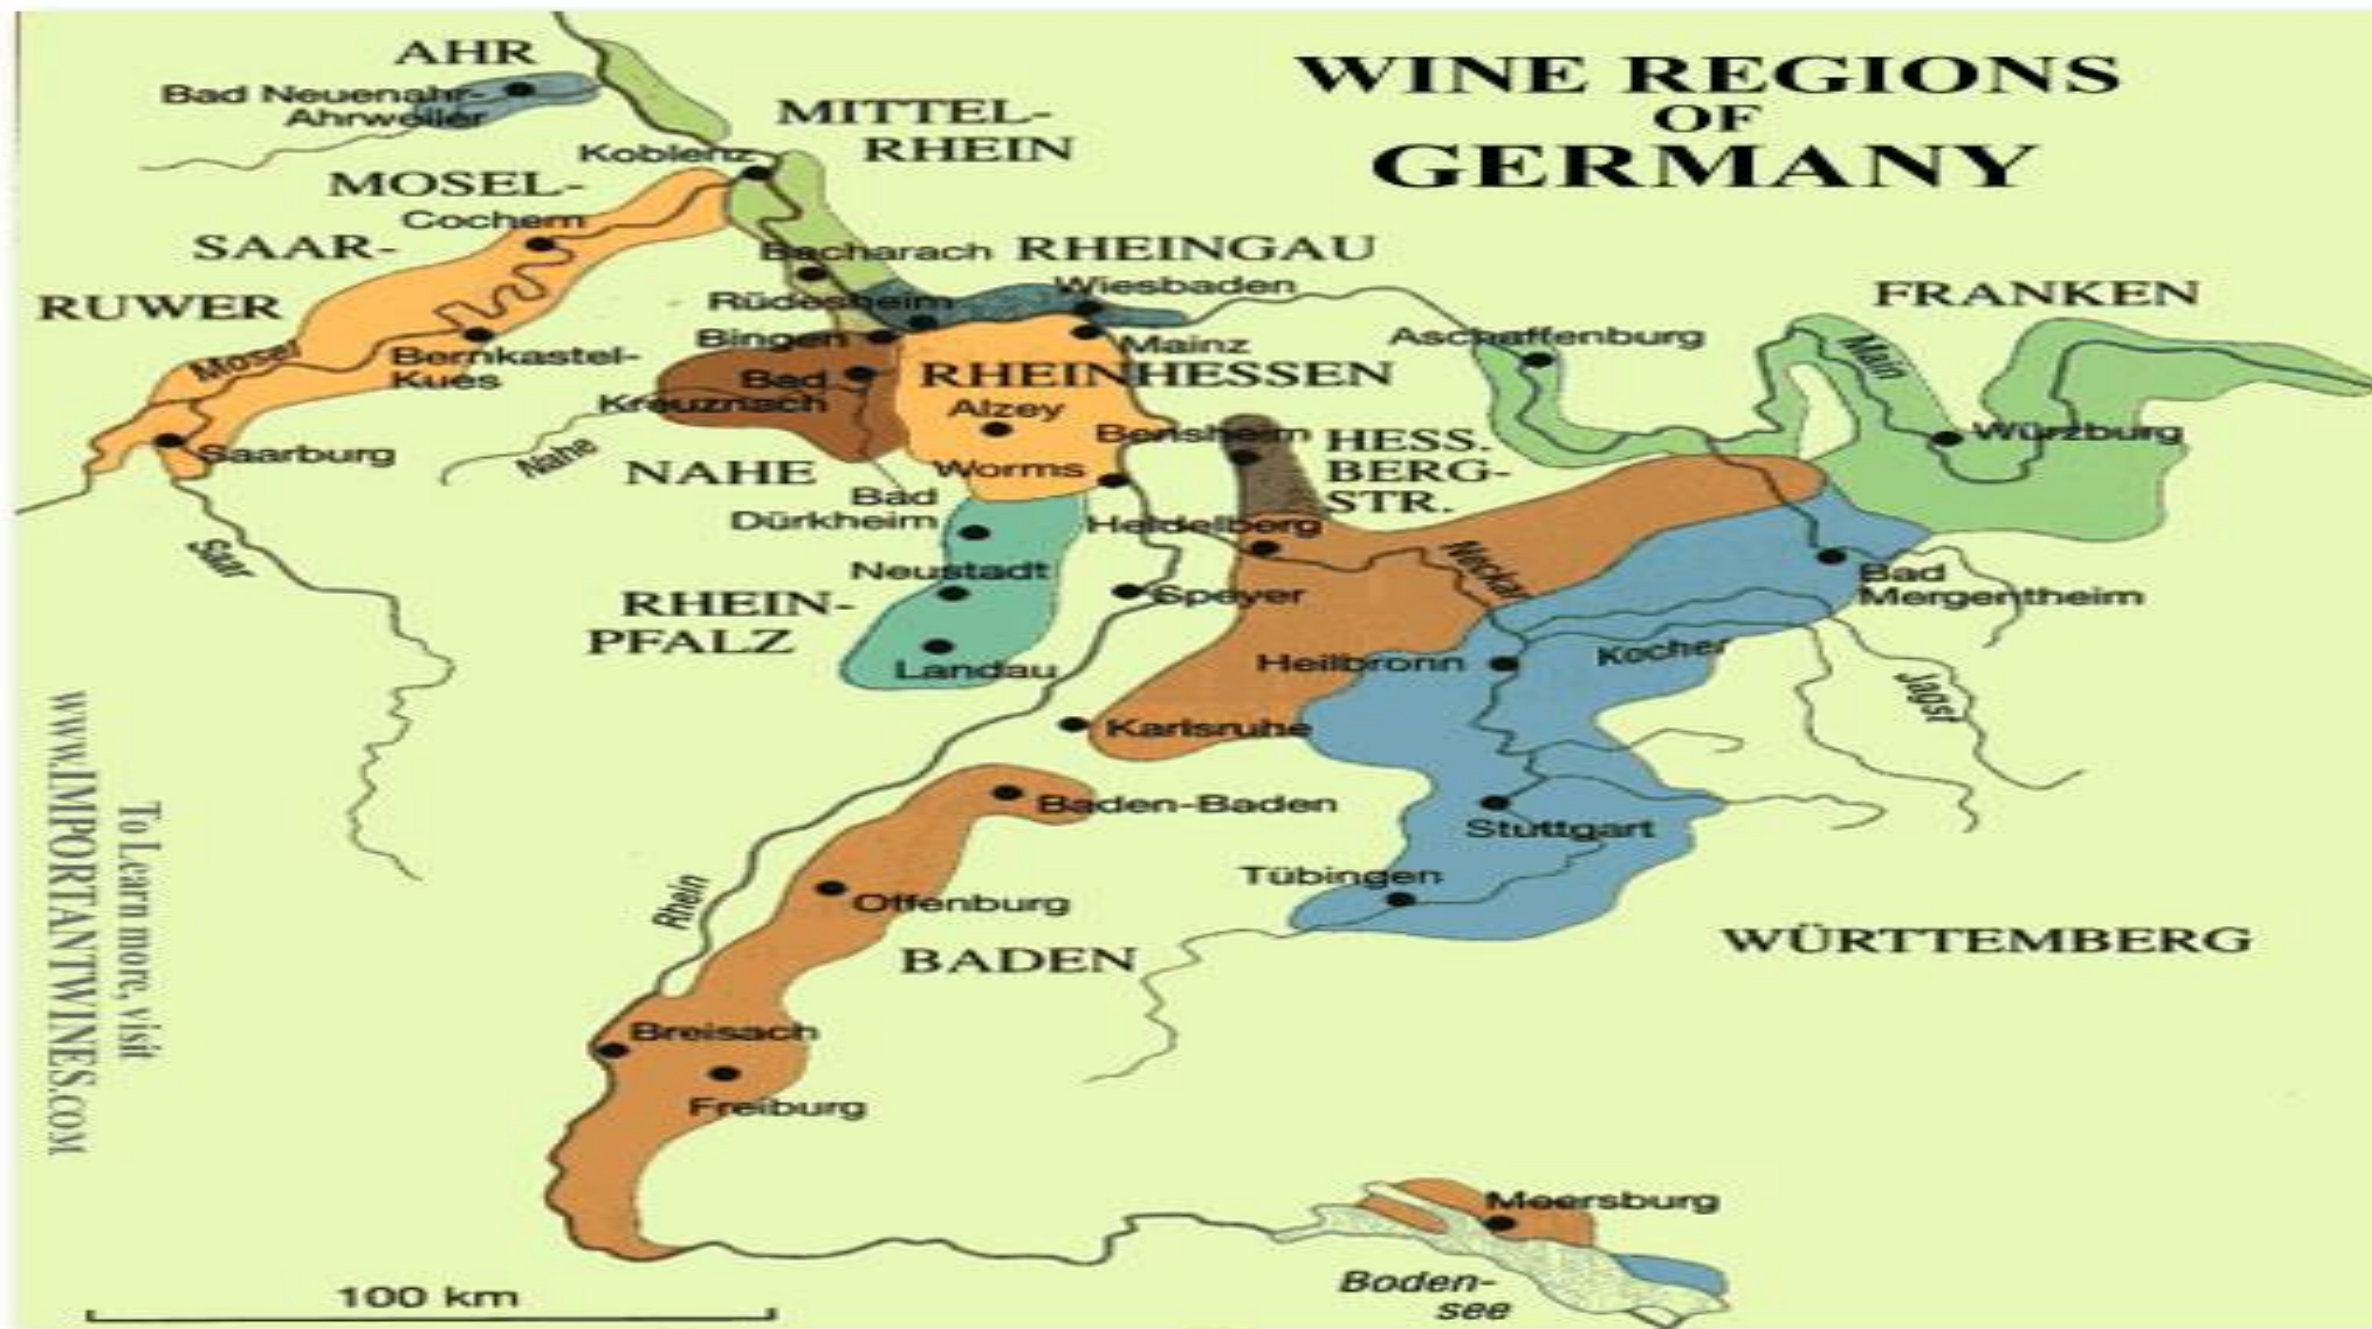 WINE REGIONS
OF
GERMANY
AHR
Bad Neuenahr-
Ahrweiler
MITTEL-
RHEIN
Koblenz
MOSEL-
Cochem
SAAR-
RUWER
Mosel
Bernkastel-
Kues
Saarburg
Saar
Bacharach
RHEINGAU
Wiesbaden
Rüdesheim
Bingen
Mainz
Bad
Kreuznach
Nahe
NAHE
RHEINHESSEN
Alzey
Worms
Bensheim
HESS.
BERG-
STR.
Aschaffenburg
FRANKEN
Main
Würzburg
Bad
Dürkheim
Neustadt
RHEIN-
PFALZ
Landau
Heidelberg
Speyer
Neckar
Bad
Mergentheim
Heilbronn
Kocher
Jagst
Karlsruhe
Baden-Baden
Stuttgart
Tübingen
Rhein
Offenburg
BADEN
WÜRTTEMBERG
Breisach
Freiburg
Meersburg
Boden-
see
100 km
To Learn more, visit
WWW.IMPORTANTWINES.COM